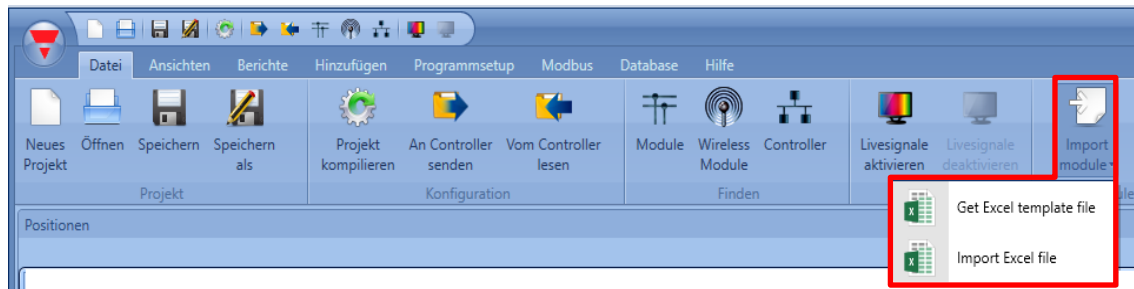 Datei Ansichten Berichte Hinzufügen Programmsetup Modbus Database Hilfe
Neues Öffnen Speichern Speichern Projekt An Controller Vom Controller Module Wireless Controller Livesignale Livesignale Import
Projekt als kompilieren senden lesen Module aktivieren deaktivieren module
Projekt Konfiguration Finden
Get Excel template file
Positionen
Import Excel file